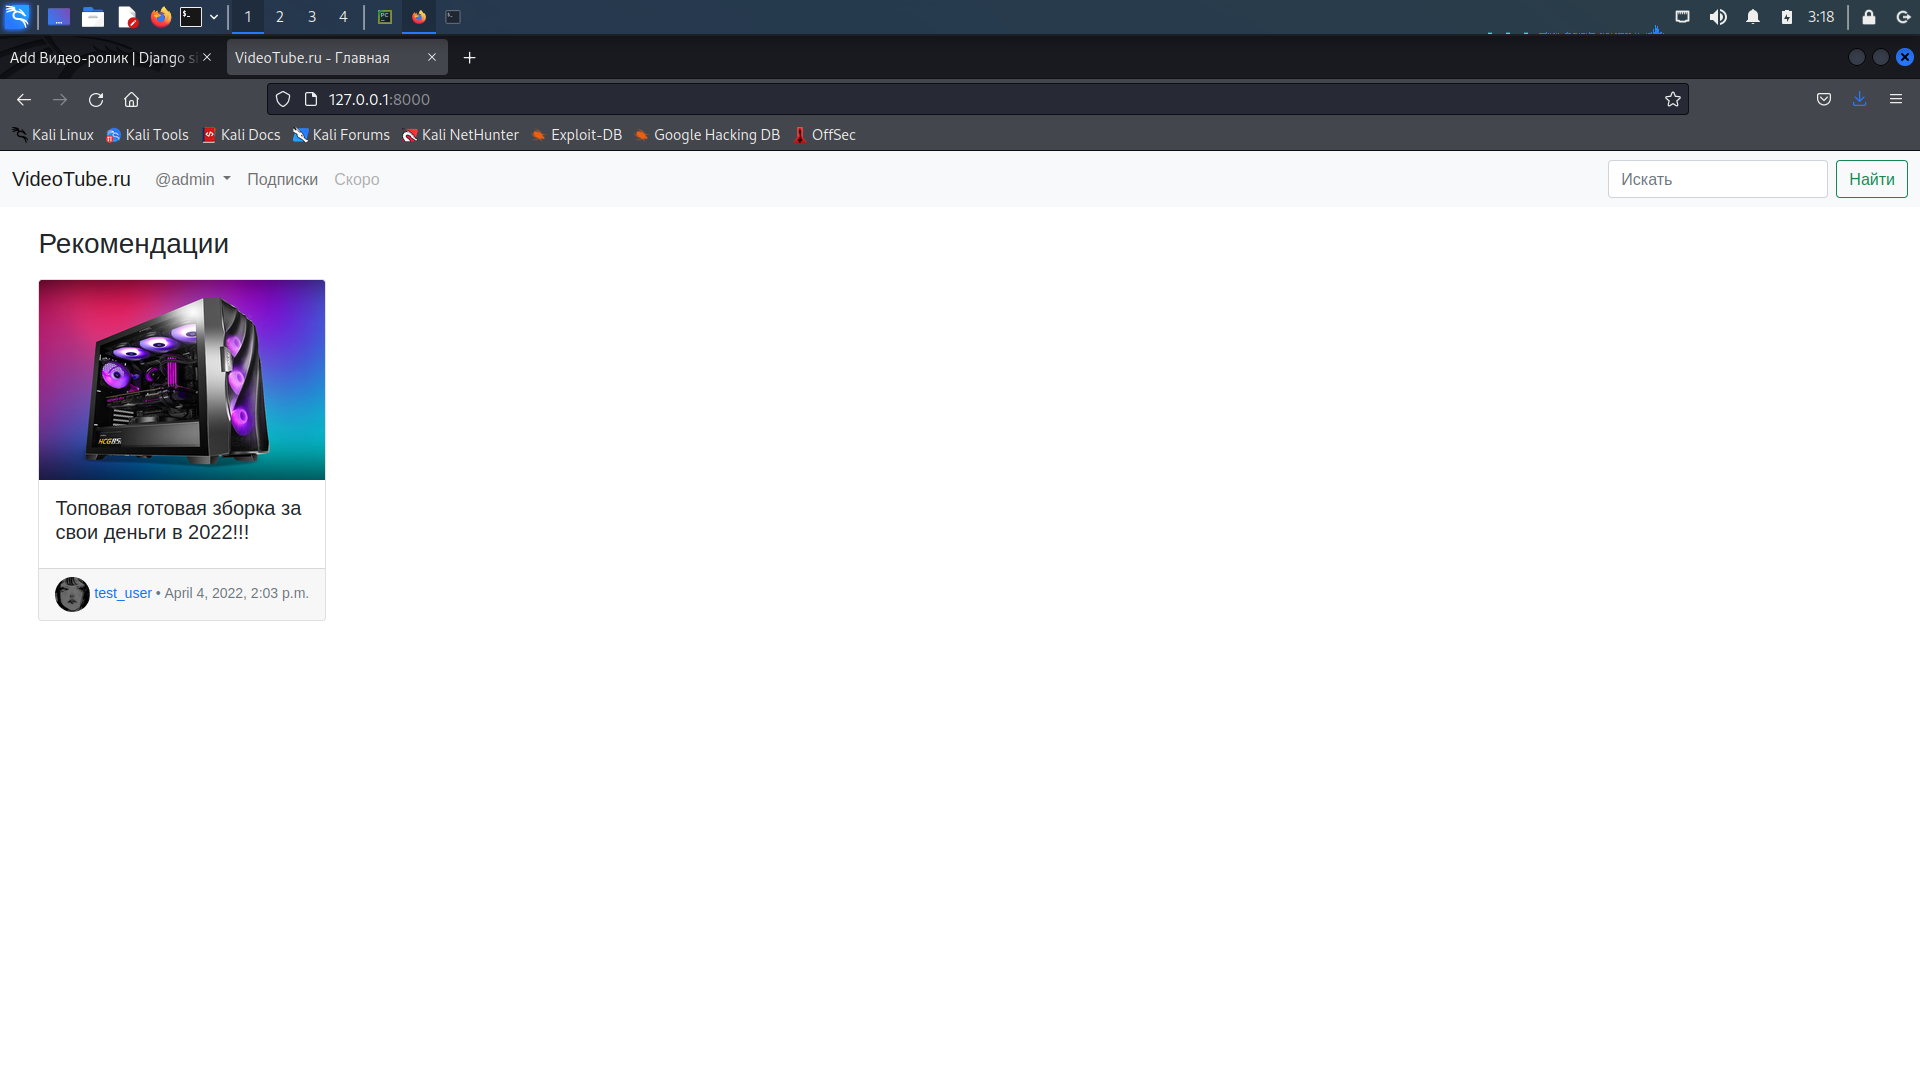 1 2 3 4 3:18
Add Видео-ролик | Django si
VideoTube.ru - Главная
127.0.0.1:8000
Kali Linux Kali Tools Kali Docs Kali Forums Kali NetHunter Exploit-DB Google Hacking DB OffSec
VideoTube.ru @admin Подписки Скоро Искать Найти
Рекомендации
Топовая готовая зборка за
свои деньги в 2022!!!
test_user • April 4, 2022, 2:03 p.m.